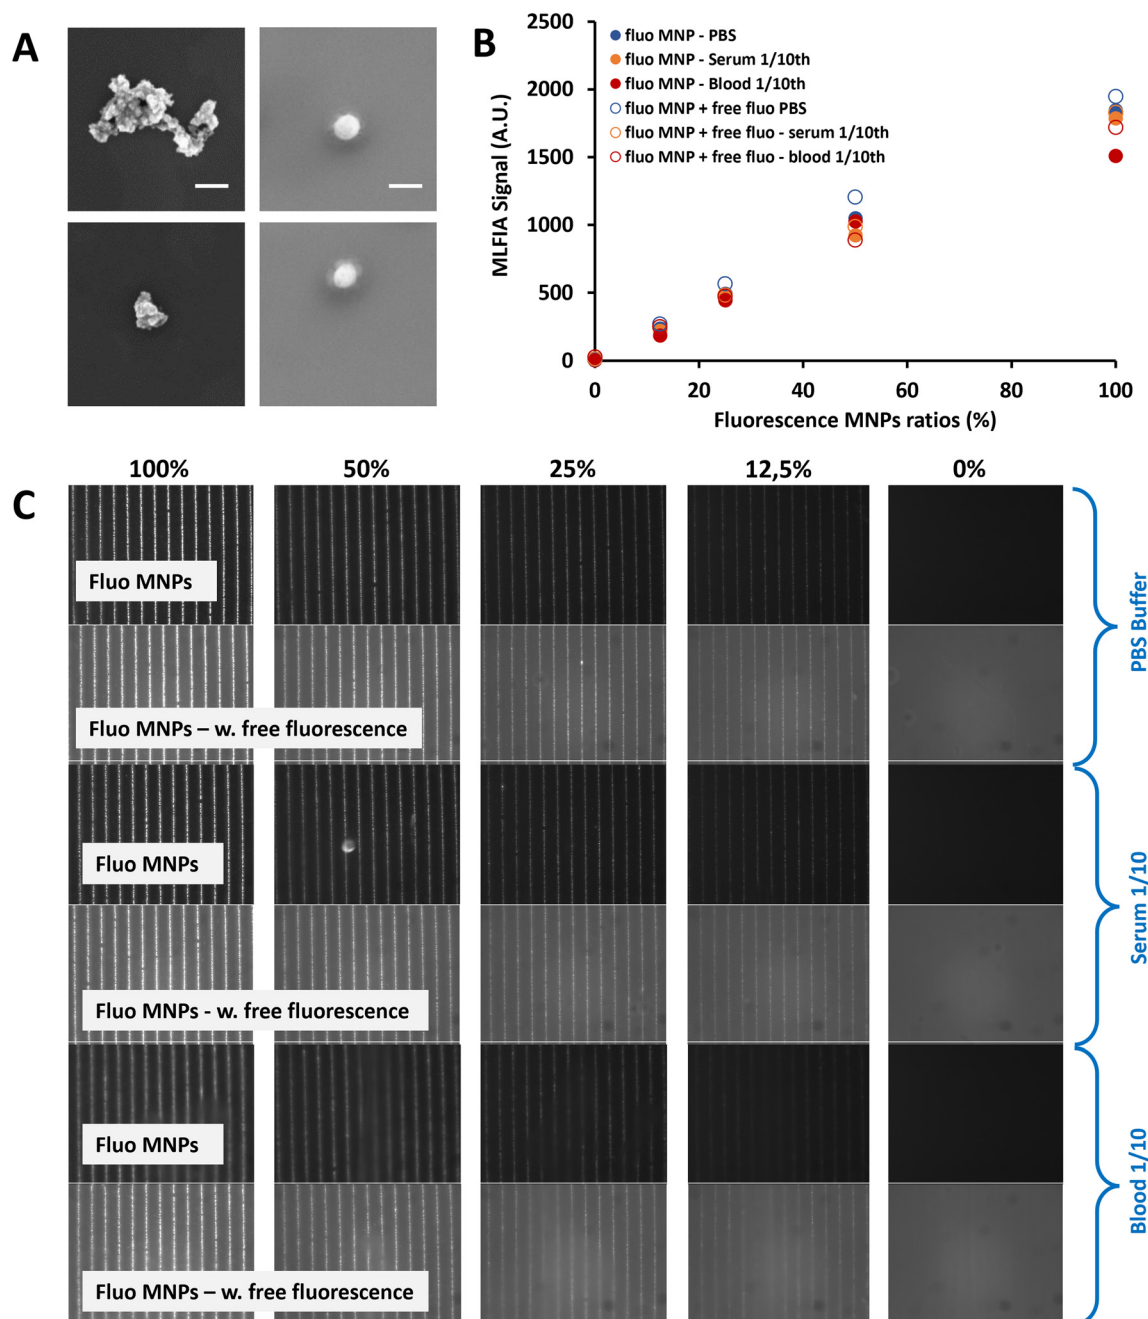 A
B
2500
2000
1500
1000
500
0
MLFIA Signal (A.U.)
fluo MNP - PBS
fluo MNP - Serum 1/10th
fluo MNP - Blood 1/10th
fluo MNP + free fluo PBS
fluo MNP + free fluo - serum 1/10th
fluo MNP + free fluo - blood 1/10th
0 20 40 60 80 100
Fluorescence MNPs ratios (%)
C
100% 50% 25% 12,5% 0%
Fluo MNPs
Fluo MNPs – w. free fluorescence
PBS Buffer
Fluo MNPs
Fluo MNPs - w. free fluorescence
Serum 1/10
Fluo MNPs
Fluo MNPs – w. free fluorescence
Blood 1/10